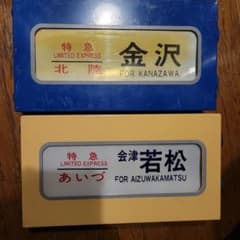 特急
LIMITED EXPRESS
北陸
金沢
FOR KANAZAWA
特急
LIMITED EXPRESS
あいづ
会津若松
FOR AIZUWAKAMATSU